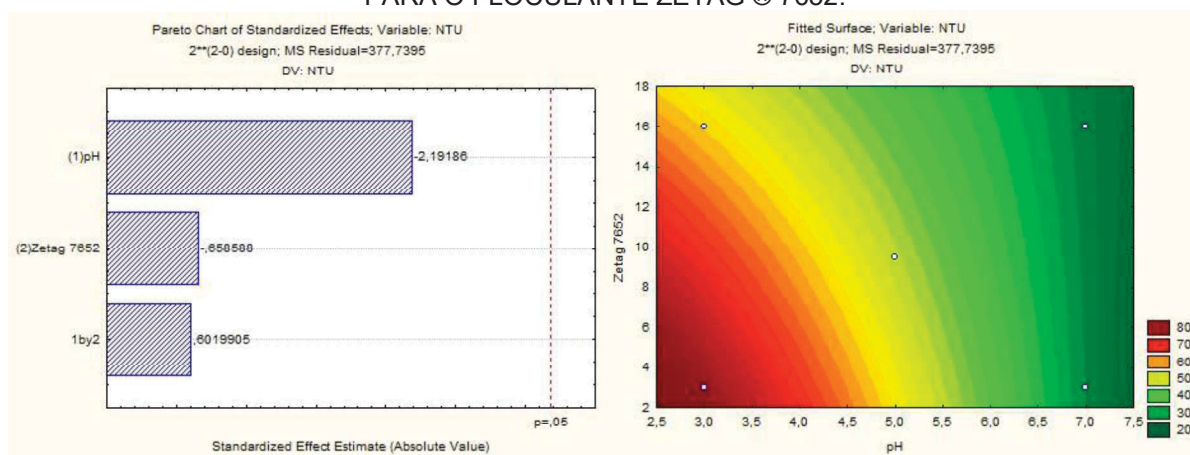 PARA O FLOCULANTE ZETAG ® 7652.
Pareto Chart of Standardized Effects; Variable: NTU
2**(2-0) design; MS Residual=377,7395
DV: NTU
(1)pH
-2,19186
(2)Zetag 7652
1by2
,6019905
p=,05
Standardized Effect Estimate (Absolute Value)
Fitted Surface; Variable: NTU
2**(2-0) design; MS Residual=377,7395
DV: NTU
18
16
14
12
10
8
6
4
2
Zetag 7652
2,5 3,0 3,5 4,0 4,5 5,0 5,5 6,0 6,5 7,0 7,5
pH
80
70
60
50
40
30
20